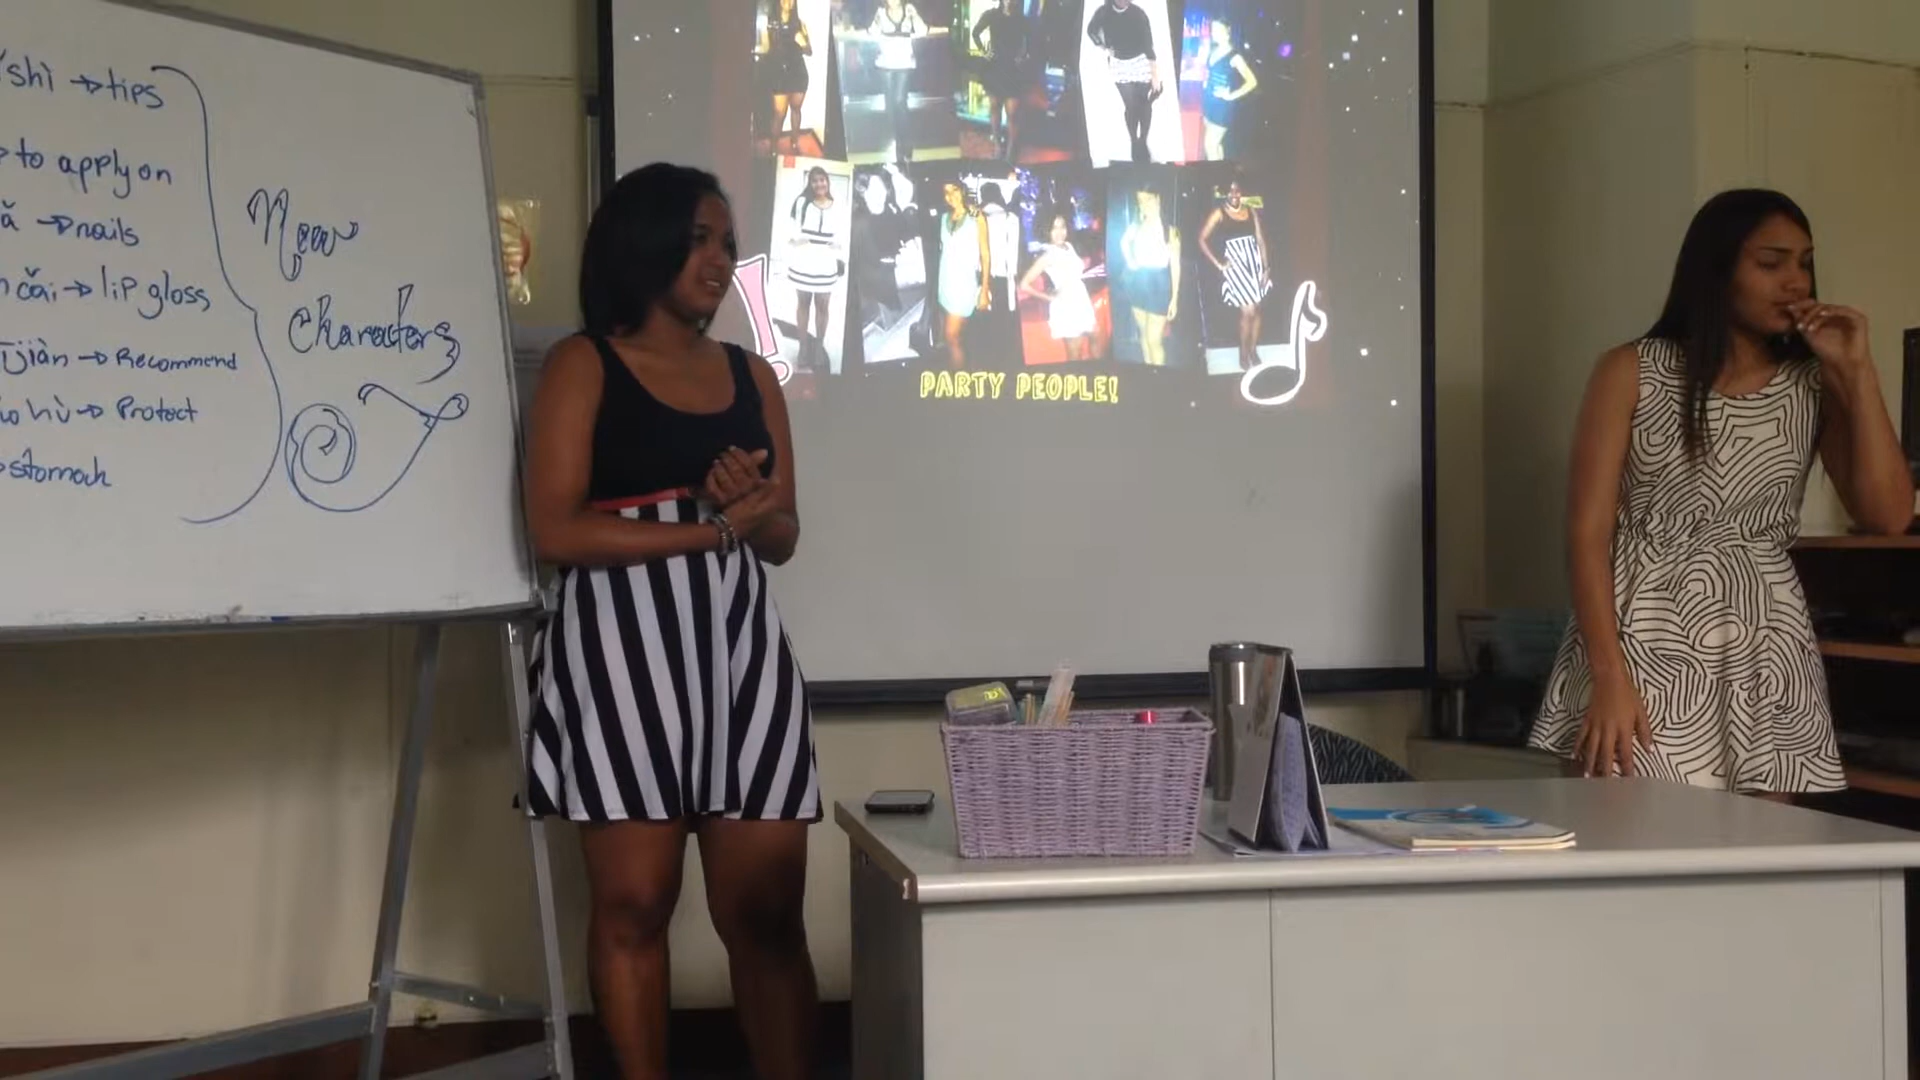 shì → tips
to apply on
ǎ → nails
cǎi → lip gloss
jiàn → Recommend
hù → Protect
stomach
New
Characters
PARTY PEOPLE!